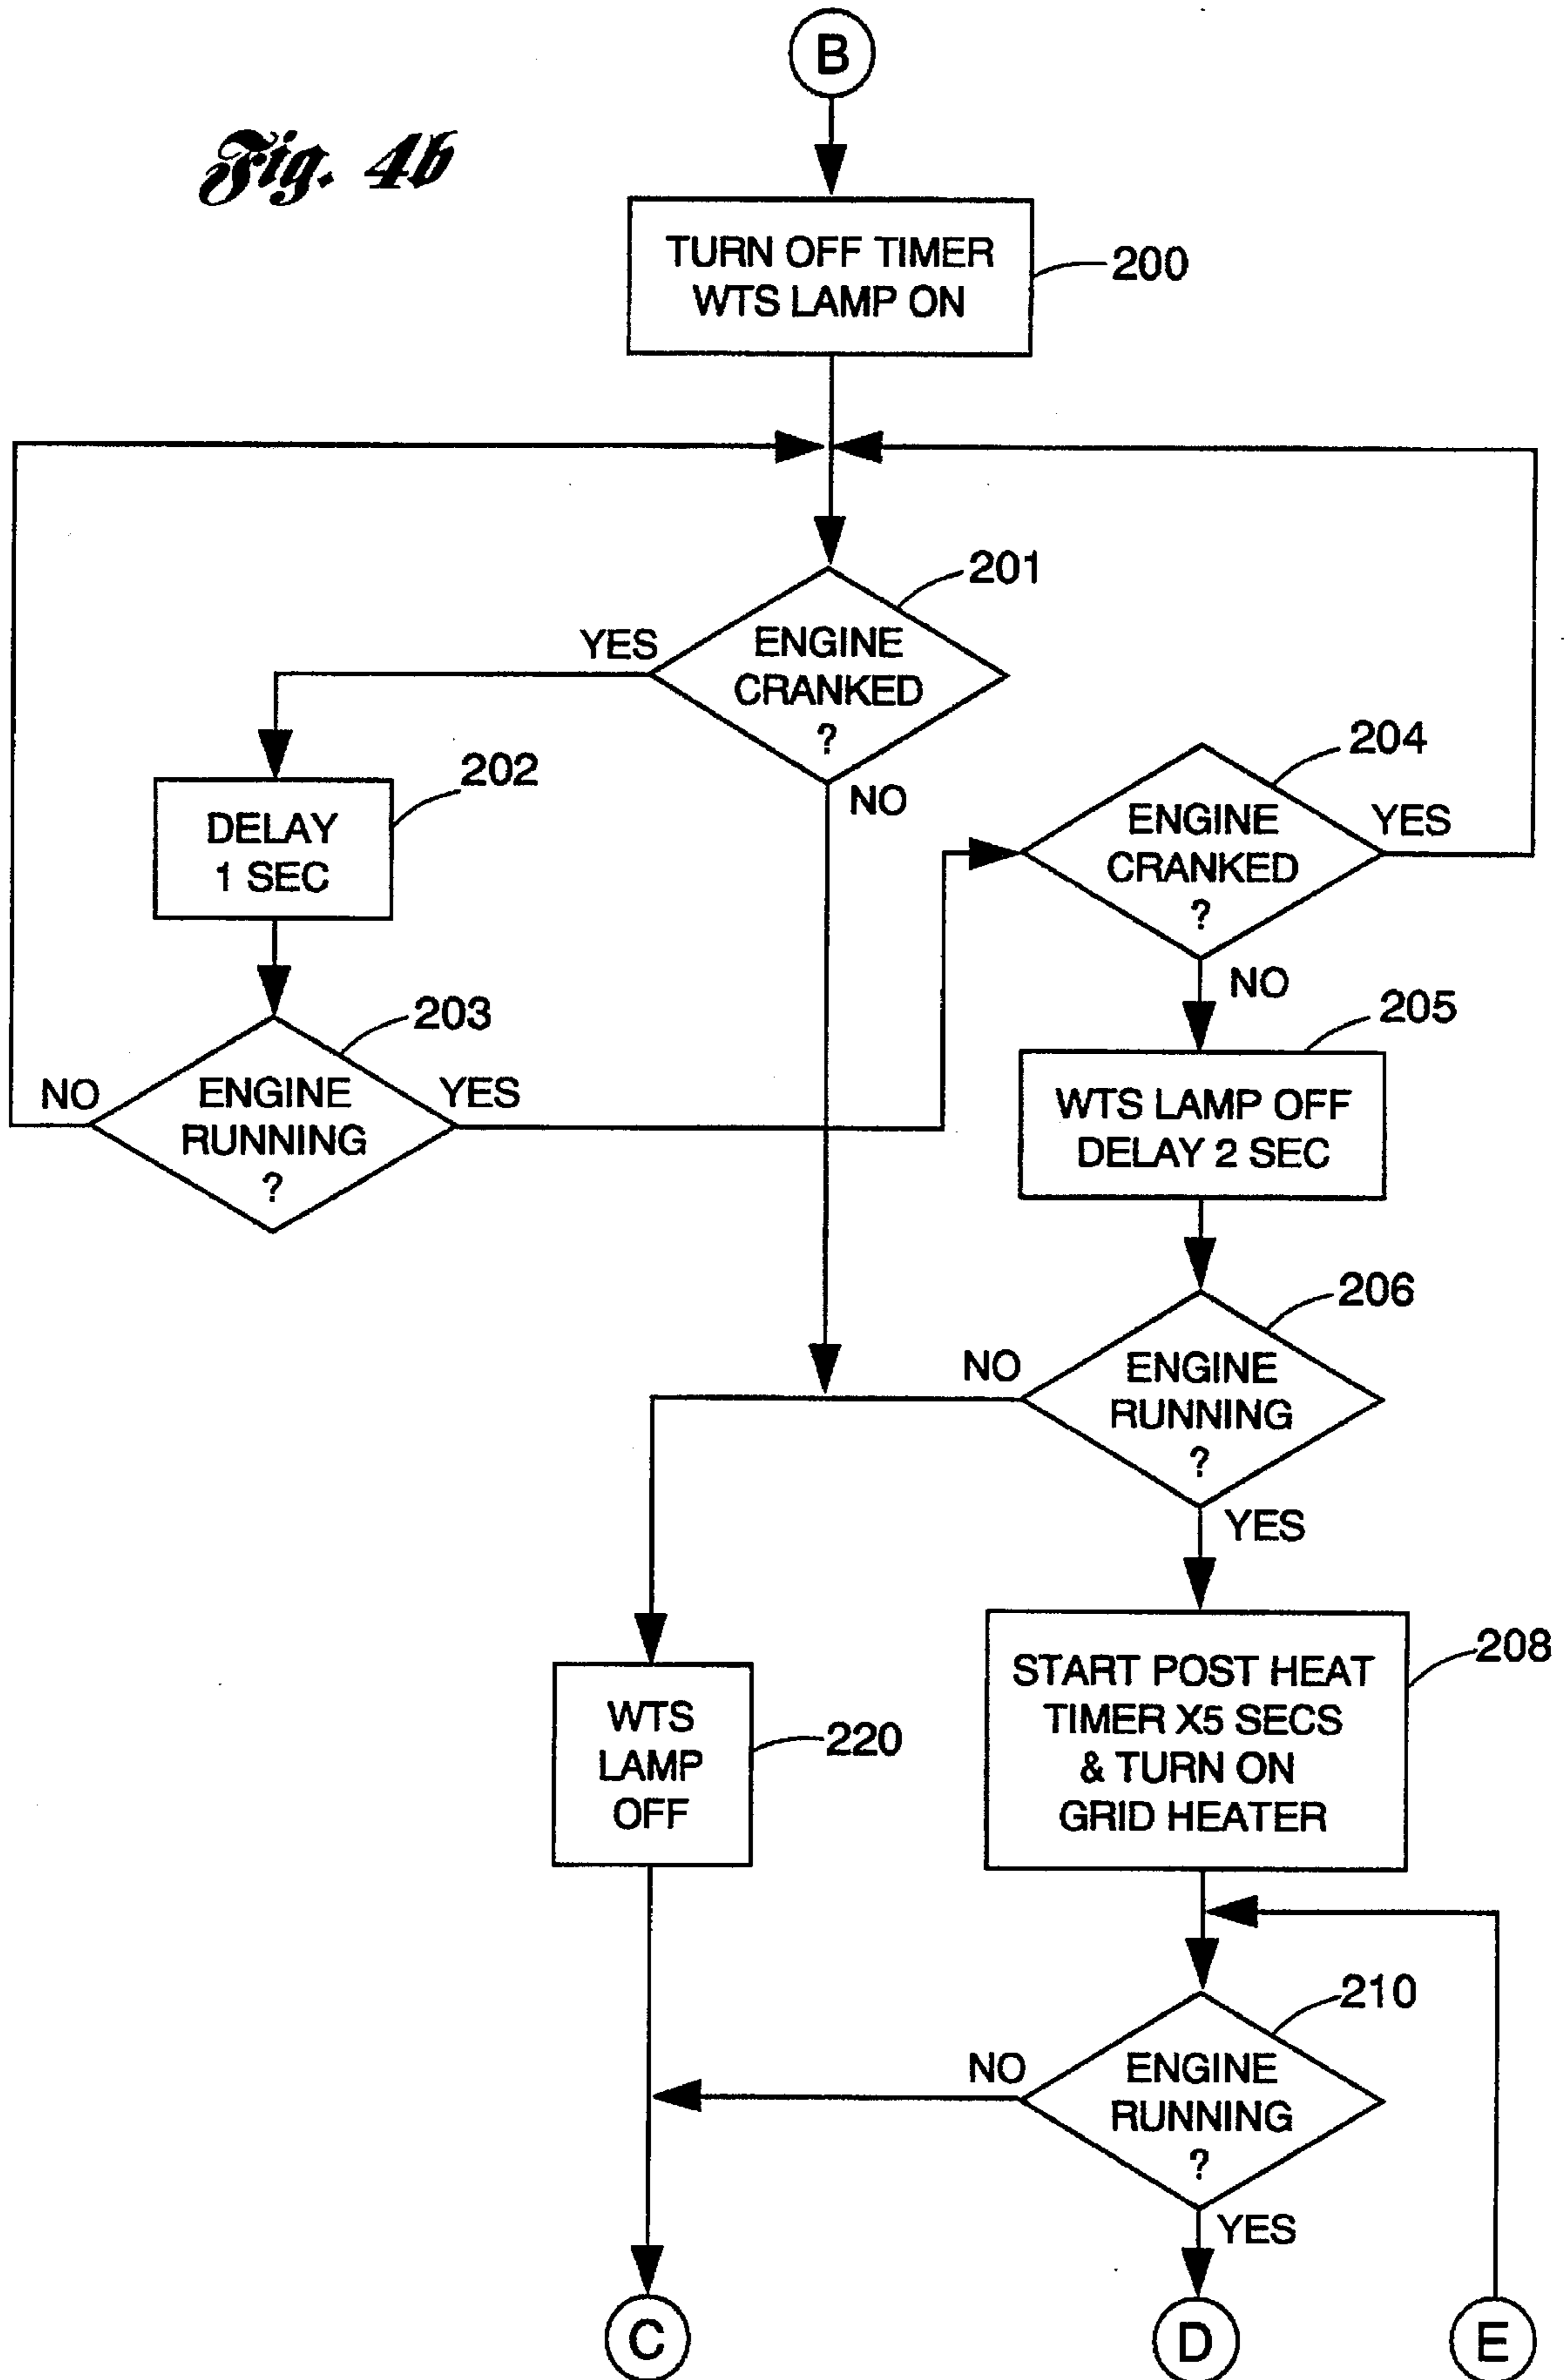 B
Fig. 4b
TURN OFF TIMER
WTS LAMP ON
200
201
YES
ENGINE
CRANKED
?
NO
202
DELAY
1 SEC
204
ENGINE
CRANKED
?
YES
NO
203
NO
ENGINE
RUNNING
?
YES
205
WTS LAMP OFF
DELAY 2 SEC
206
NO
ENGINE
RUNNING
?
YES
208
START POST HEAT
TIMER X5 SECS
& TURN ON
GRID HEATER
WTS
LAMP
OFF
220
210
NO
ENGINE
RUNNING
?
YES
C
D
E